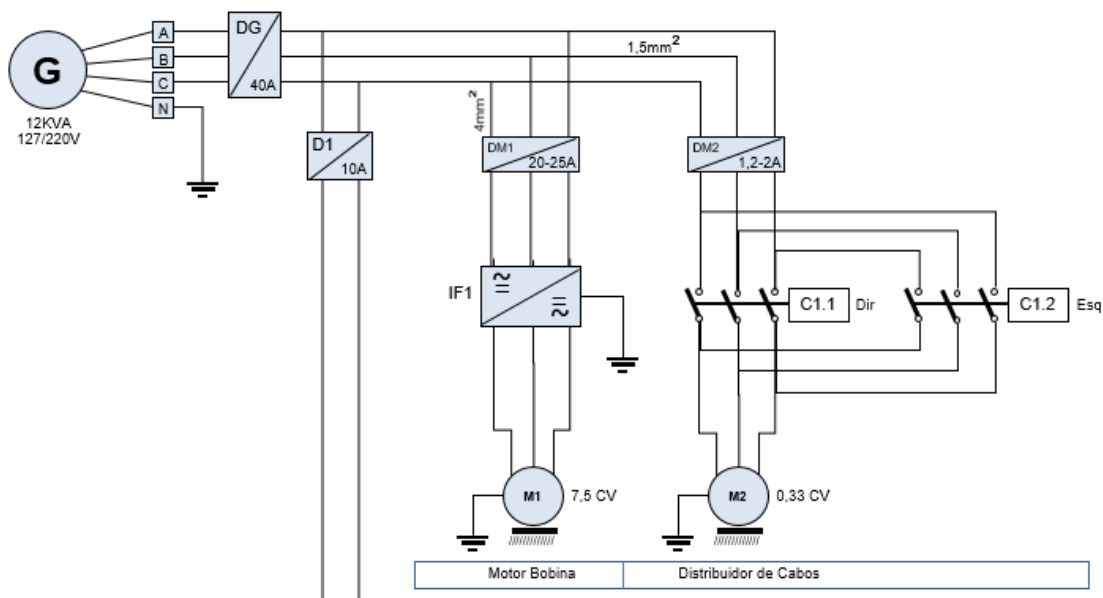 G
12KVA
127/220V
A
B
C
N
DG
40A
1,5mm²
4mm²
D1
10A
DM1
20-25A
DM2
1,2-2A
IF1
C1.1
Dir
C1.2
Esq
M1
7,5 CV
M2
0,33 CV
Motor Bobina
Distribuidor de Cabos